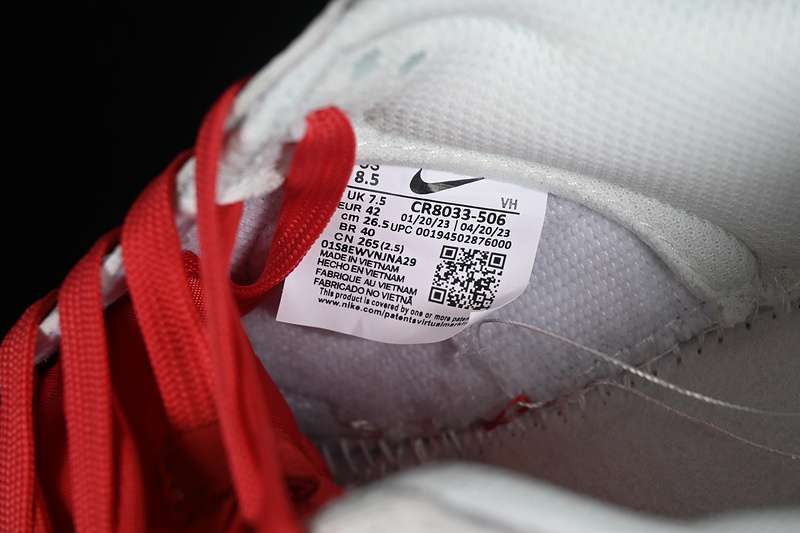 8.5
UK 7.5
EUR 42
cm 26.5
BR 40
CN 265(2.5)
VH
CR8033-506
01/20/23 | 04/20/23
UPC 00194502876000
01S8EWVNJNA29
MADE IN VIETNAM
HECHO EN VIETNAM
FABRIQUE AU VIETNAM
FABRICADO NO VIETNÃ
This product is covered by one or more
www.nike.com/patents